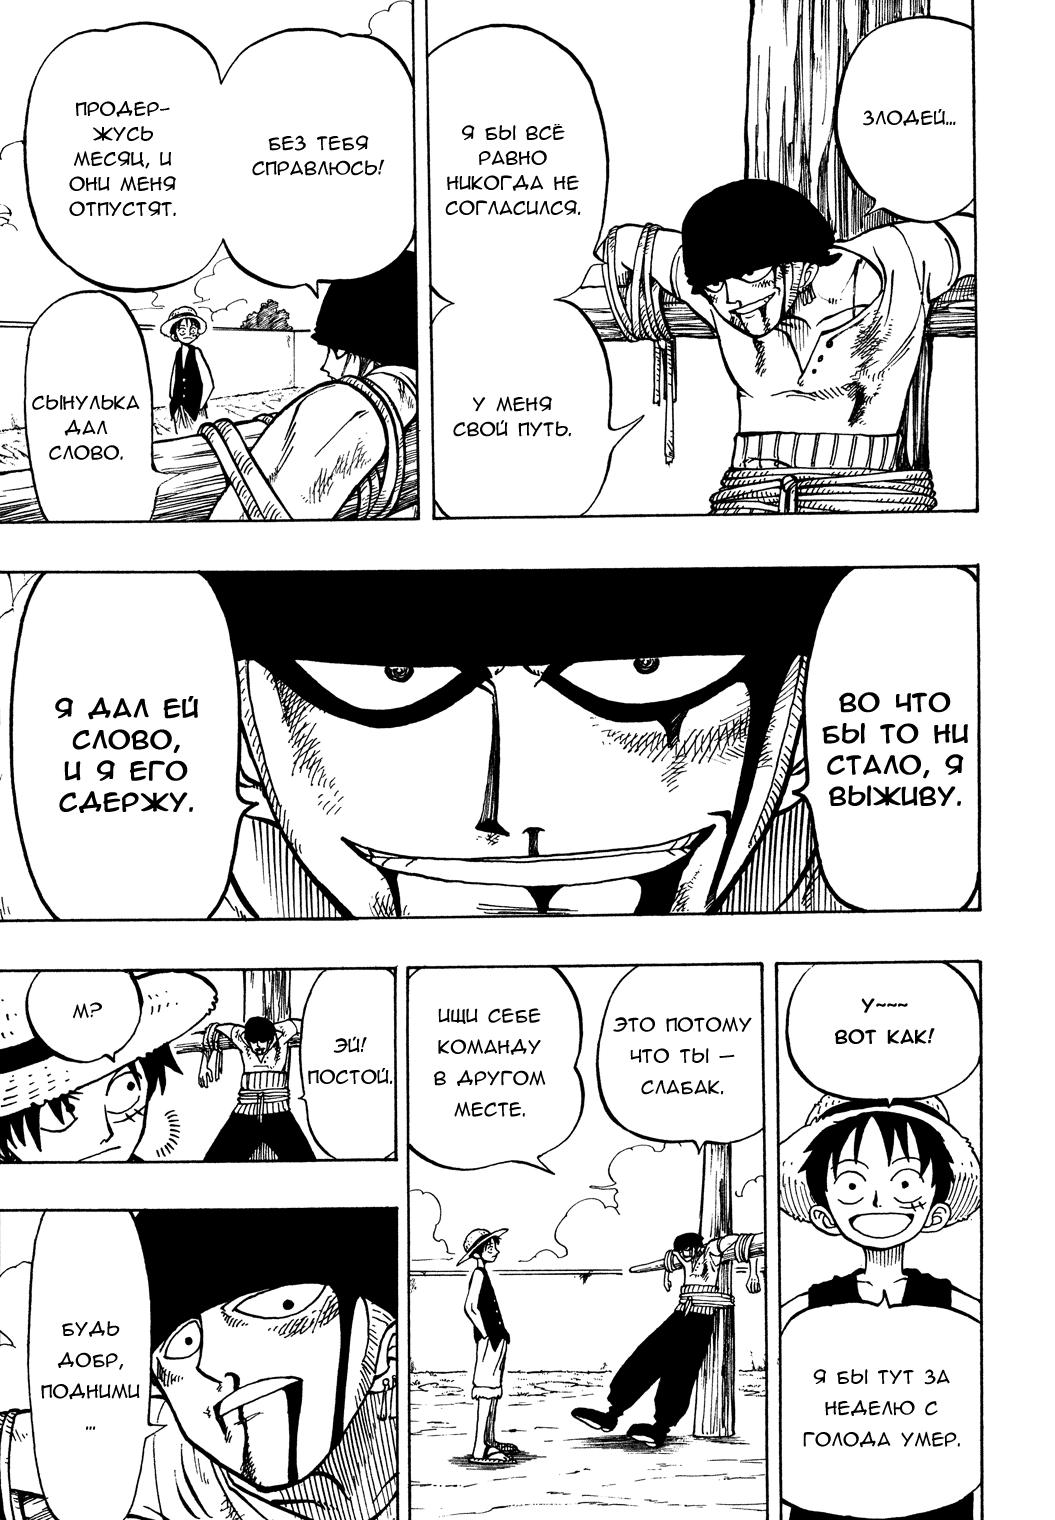 ЗЛОДЕЙ...
Я БЫ ВСЁ
РАВНО
НИКОГДА НЕ
СОГЛАСИЛСЯ.
У МЕНЯ
СВОЙ ПУТЬ.
БЕЗ ТЕБЯ
СПРАВЛЮСЬ!
ПРОДЕР-
ЖУСЬ
МЕСЯЦ, И
ОНИ МЕНЯ
ОТПУСТЯТ.
СЫНУЛЬКА
ДАЛ
СЛОВО.
ВО ЧТО
БЫ ТО НИ
СТАЛО, Я
ВЫЖИВУ.
Я ДАЛ ЕЙ
СЛОВО,
И Я ЕГО
СДЕРЖУ.
У~~~
ВОТ КАК!
Я БЫ ТУТ ЗА
НЕДЕЛЮ С
ГОЛОДА УМЕР.
ЭТО ПОТОМУ
ЧТО ТЫ –
СЛАБАК.
ИЩИ СЕБЕ
КОМАНДУ
В ДРУГОМ
МЕСТЕ.
ЭЙ!
ПОСТОЙ.
М?
БУДЬ
ДОБР,
ПОДНИМИ
...